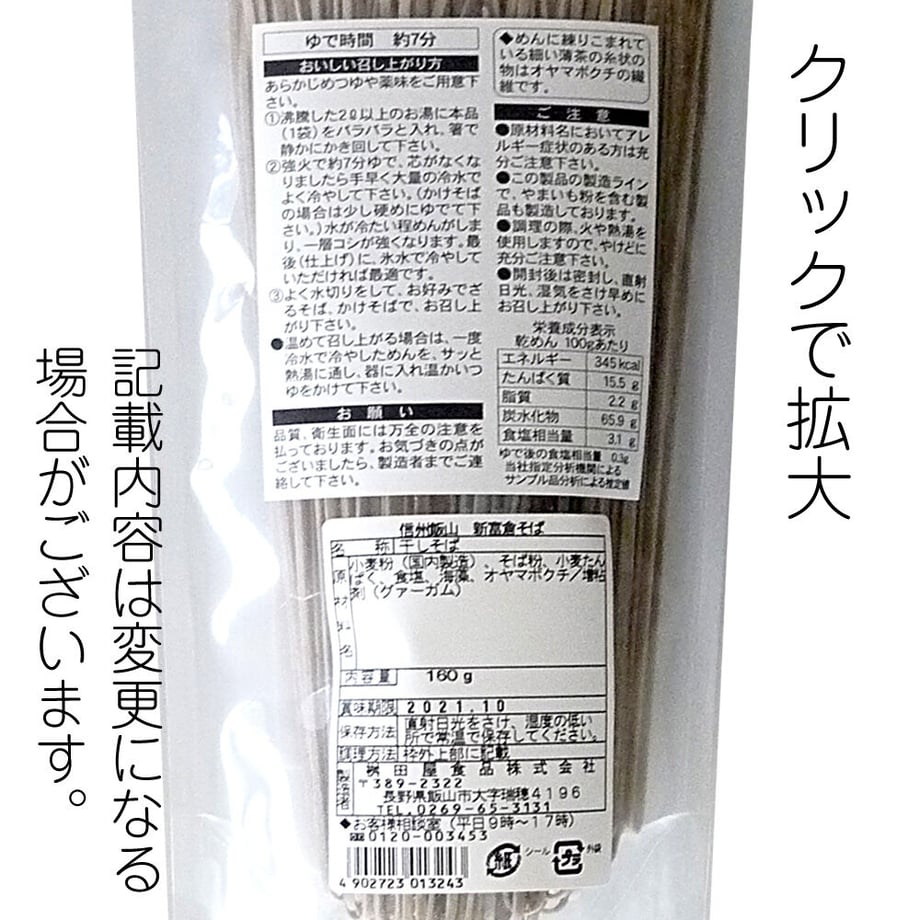 クリックで拡大
記載内容は変更になる
場合がございます。
ゆで時間 約7分
おいしい召し上がり方
あらかじめつゆや薬味をご用意下
さい。
①沸騰した2ℓ以上のお湯に本品
(1袋)をバラバラと入れ、箸で
静かにかき回して下さい。
②強火で約7分ゆで、芯がなくな
りましたら手早く大量の冷水で
よく冷やして下さい。(かけそば
の場合は少し硬めにゆでて下
さい。)水が冷たい程めんがしま
り、一層コシが強くなります。最
後(仕上げ)に、氷水で冷やして
いただければ最適です。
③よく水切りをして、お好みでざ
るそば、かけそばで、お召し上
がり下さい。
●温めて召し上がる場合は、一度
冷水で冷やしためんを、サッと
熱湯に通し、器に入れ温かいつ
ゆをかけて下さい。
お願い
品質、衛生面には万全の注意を
払っております。お気づきの点が
ございましたら、製造者までご連
絡して下さい。
◆めんに練りこまれて
いる細い薄茶の糸状の
物はオヤマボクチの繊
維です。
ご注意
●原材料名においてアレ
ルギー症状のある方は充
分ご注意下さい。
●この製品の製造ライン
で、やまいも粉を含む製
品も製造しております。
●調理の際、火や熱湯を
使用しますので、やけどに
充分ご注意下さい。
●開封後は密封し、直射
日光、湿気をさけ早めに
お召し上がり下さい。
栄養成分表示
乾めん 100gあたり
エネルギー 345kcal
たんぱく質 15.5g
脂質 2.2g
炭水化物 65.9g
食塩相当量 3.1g
ゆで後の食塩相当量 0.3g
当社指定分析機関による
サンプル品分析による推定値
信州飯山 新富倉そば
名称 干しそば
原材料名 小麦粉(国内製造)、そば粉、小麦たん
ぱく、食塩、海藻、オヤマボクチ/増粘
剤(グァーガム)
内容量 160g
賞味期限 2021.10
保存方法 直射日光をさけ、湿度の低い
所で常温で保存してください。
調理方法 枠外上部に記載
製造者 桝田屋食品株式会社
〒389-2322
長野県飯山市大字瑞穂4196
TEL.0269-65-3131
◆お客様相談室(平日9時〜17時)
0120-003453
4 902723 013243
紙 シール
プラ 外袋